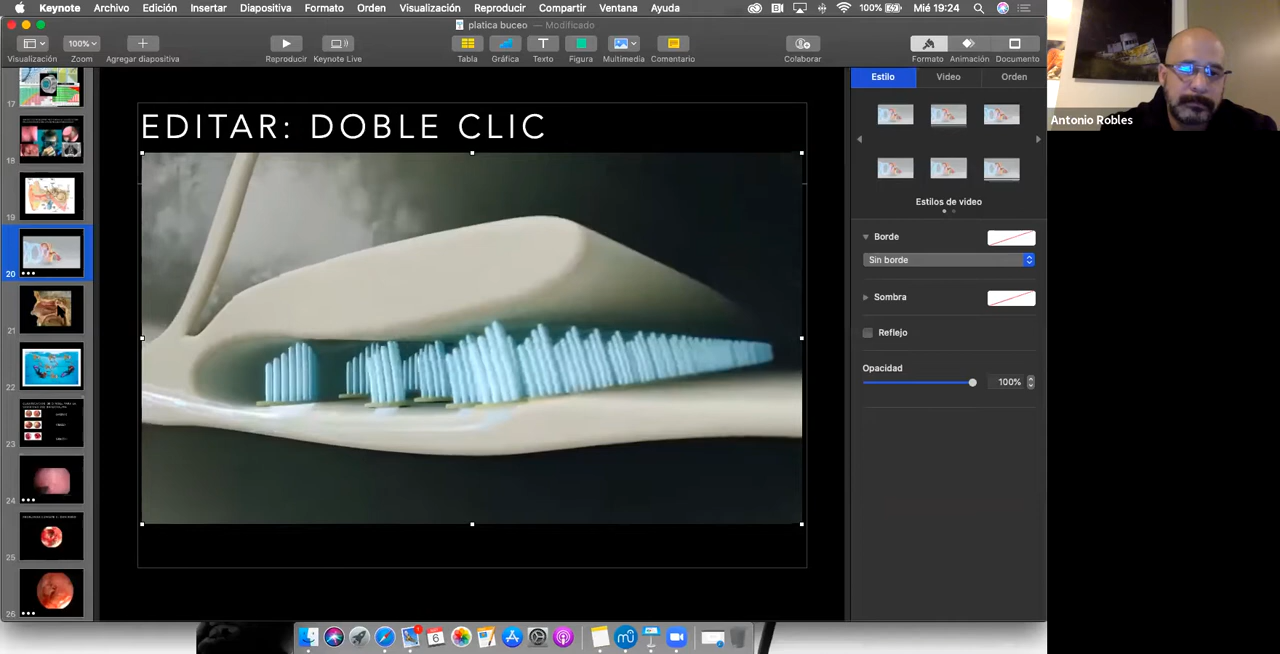 Keynote Archivo Edición Insertar Diapositiva Formato Orden Visualización Reproducir Compartir Ventana Ayuda 100% Mié 19:24
platica buceo — Modificado
100%
Visualización Zoom Agregar diapositiva Reproducir Keynote Live Tabla Gráfica Texto Figura Multimedia Comentario Colaborar Formato Animación Documento
Estilo Video Orden
17
18
19
20
21
22
23
24
25
26
EDITAR: DOBLE CLIC
Estilos de video
Borde
Sin borde
Sombra
Reflejo
Opacidad
100%
Antonio Robles
6